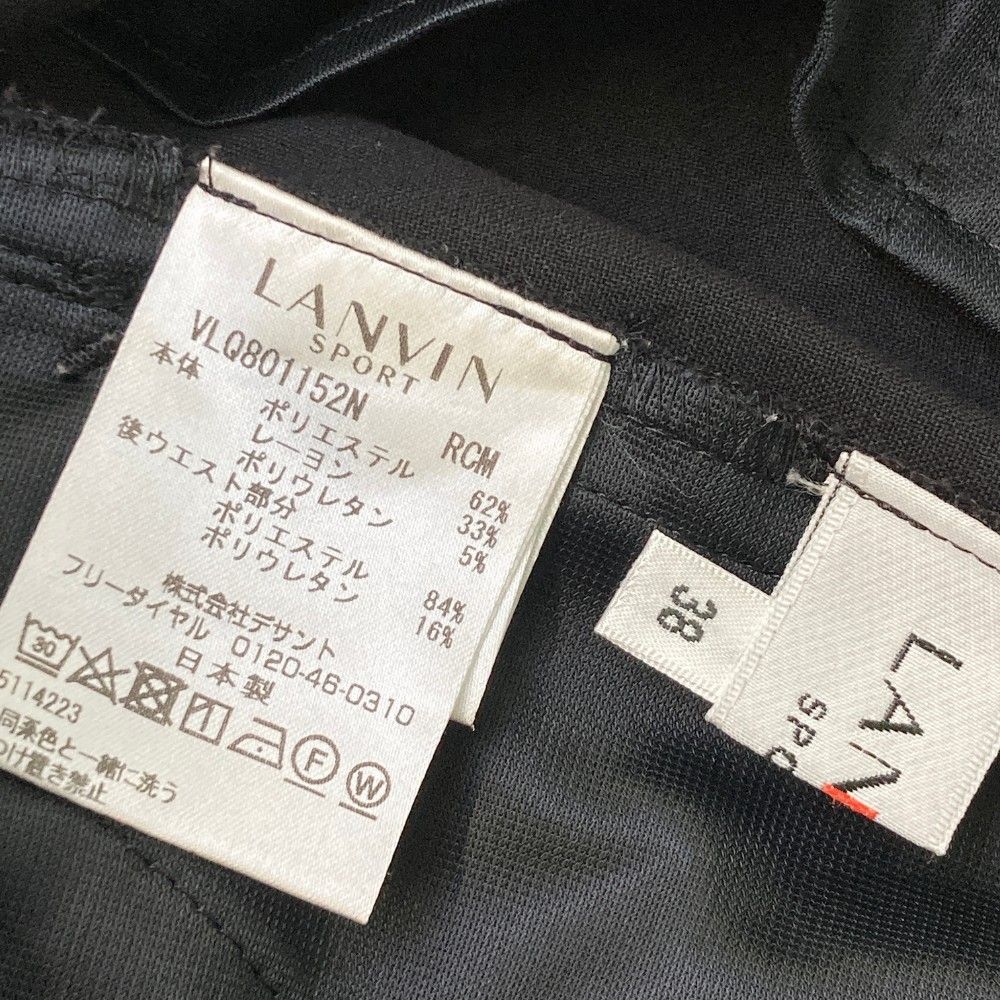 LANVIN
SPORT
VLQ801152N RCM
本体
ポリエステル 62%
レーヨン 33%
ポリウレタン 5%
後ウエスト部分
ポリエステル 84%
ポリウレタン 16%
株式会社デサント
フリーダイヤル 0120-46-0310
日本製
30
F
W
5114223
同系色と一緒に洗う
つけ置き禁止
38
LAN
SPO